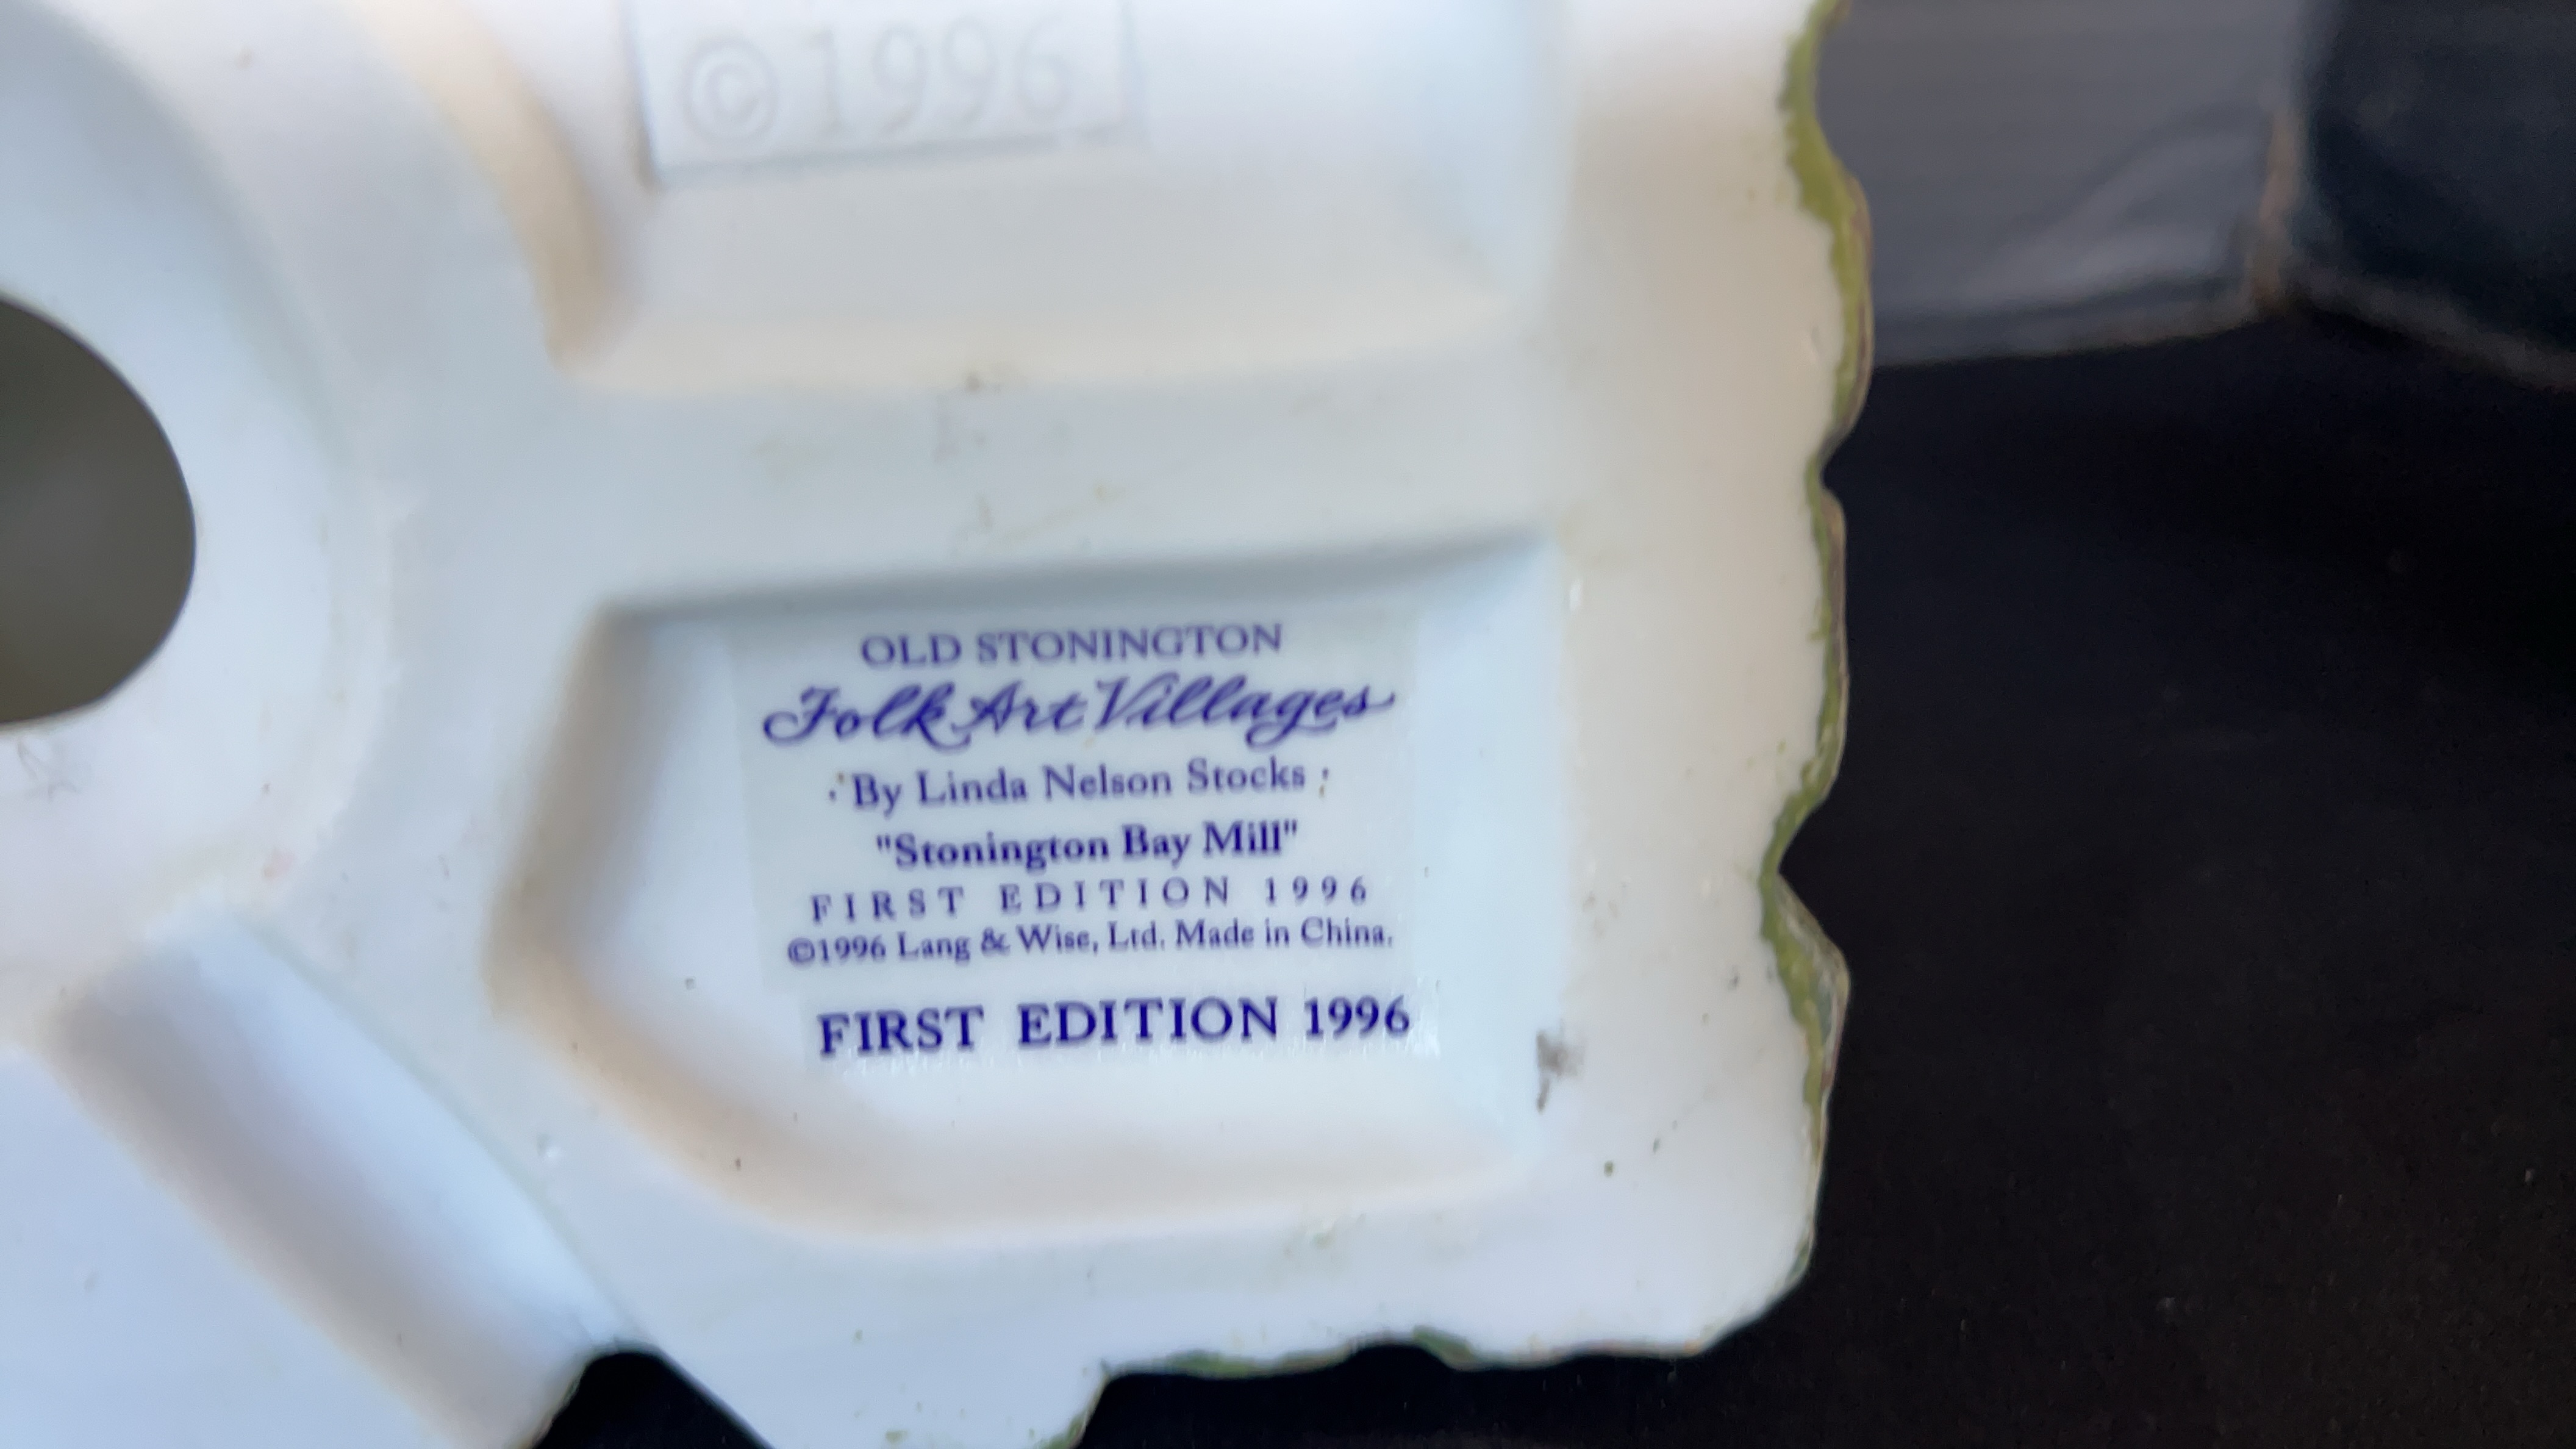 ©1996
OLD STONINGTON
Folk Art Villages
By Linda Nelson Stocks
"Stonington Bay Mill"
FIRST EDITION 1996
©1996 Lang & Wise, Ltd. Made in China.
FIRST EDITION 1996